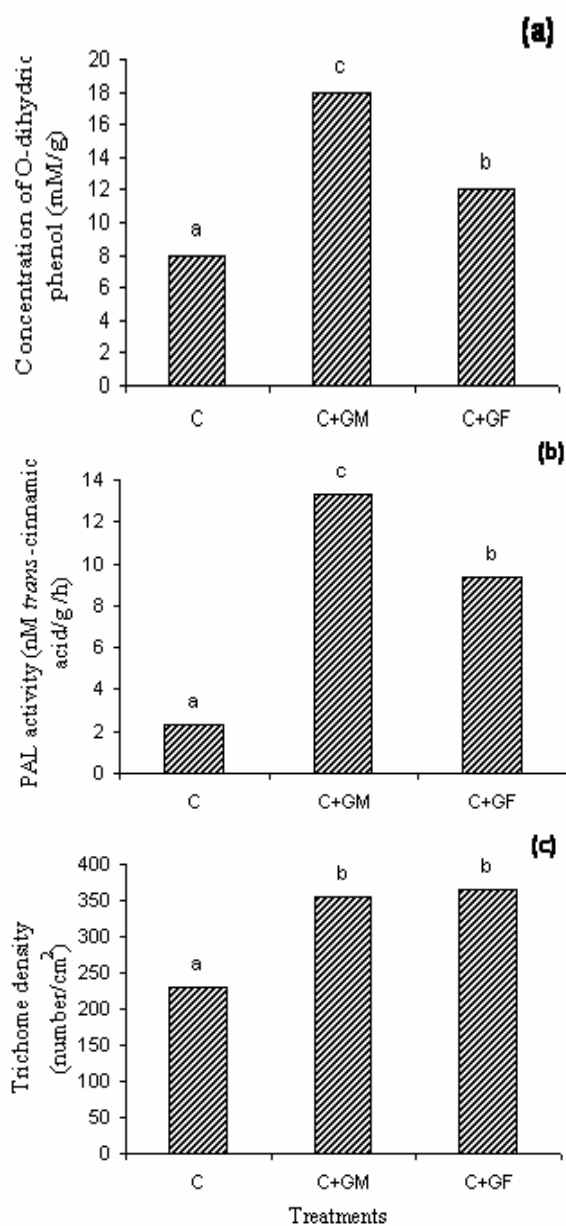 (a)
Concentration of O-dihydric
phenol (mM/g)
20
18
16
14
12
10
8
6
4
2
0
a
c
b
C
C+GM
C+GF
(b)
PAL activity (nM trans-cinnamic
acid/g /h)
14
12
10
8
6
4
2
0
a
c
b
C
C+GM
C+GF
(c)
Trichome density
(number/cm²)
400
350
300
250
200
150
100
50
0
a
b
b
C
C+GM
C+GF
Treatments